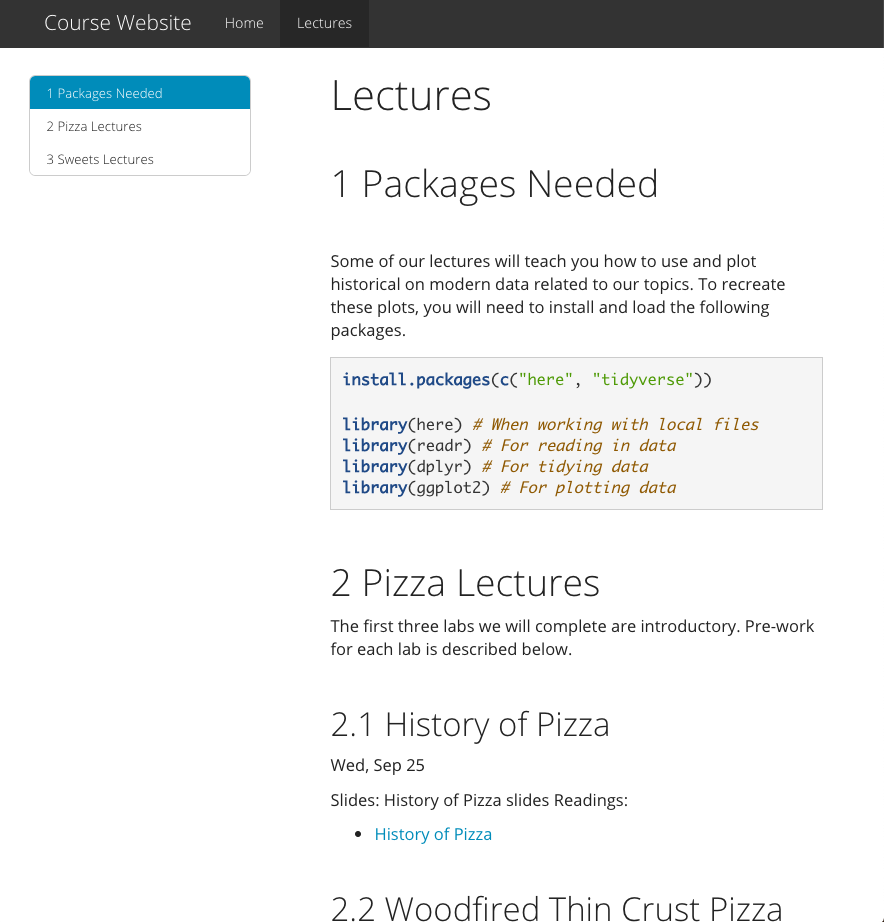 Course Website Home Lectures
1 Packages Needed
2 Pizza Lectures
3 Sweets Lectures
Lectures
1 Packages Needed
Some of our lectures will teach you how to use and plot
historical on modern data related to our topics. To recreate
these plots, you will need to install and load the following
packages.
install.packages(c("here", "tidyverse"))
library(here) # When working with local files
library(readr) # For reading in data
library(dplyr) # For tidying data
library(ggplot2) # For plotting data
2 Pizza Lectures
The first three labs we will complete are introductory. Pre-work
for each lab is described below.
2.1 History of Pizza
Wed, Sep 25
Slides: History of Pizza slides Readings:
• History of Pizza
2.2 Woodfired Thin Crust Pizza